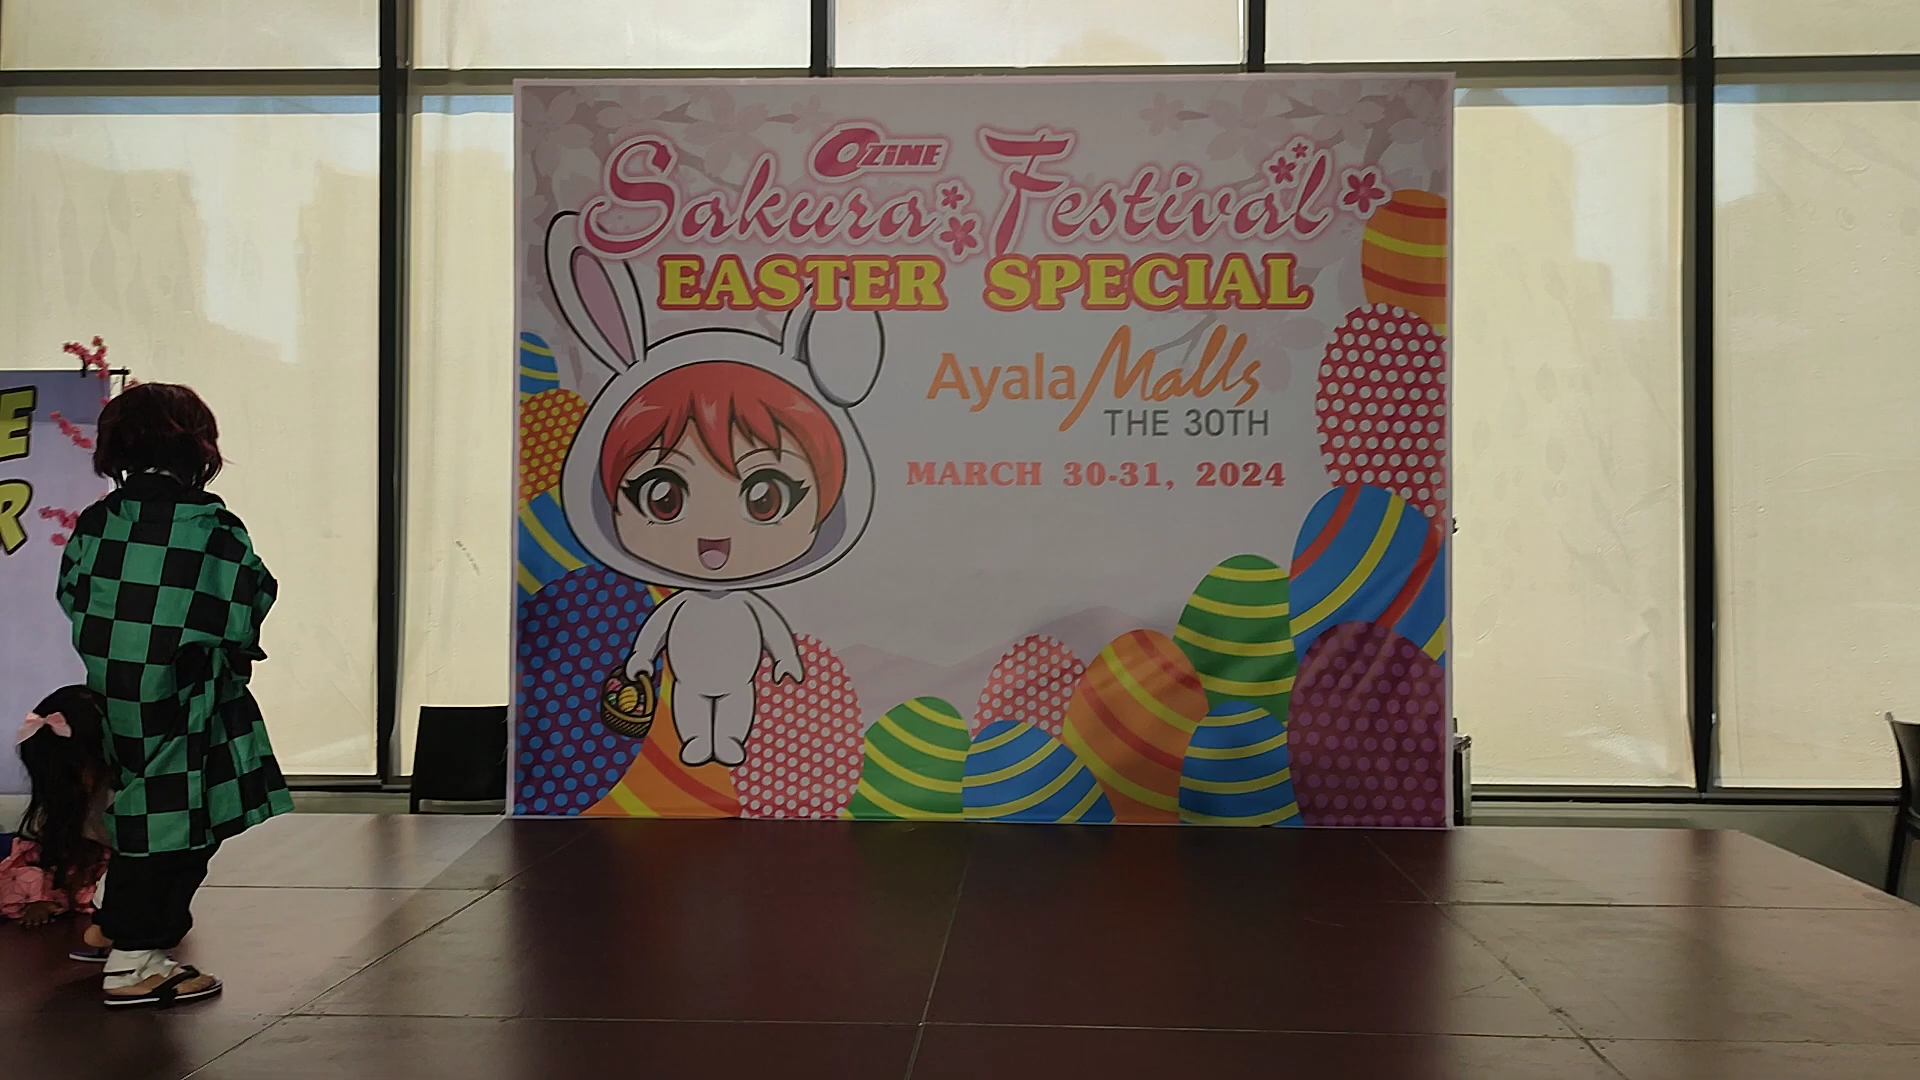 OZINE
Sakura Festival
EASTER SPECIAL
Ayala Malls
THE 30TH
MARCH 30-31, 2024
E
R